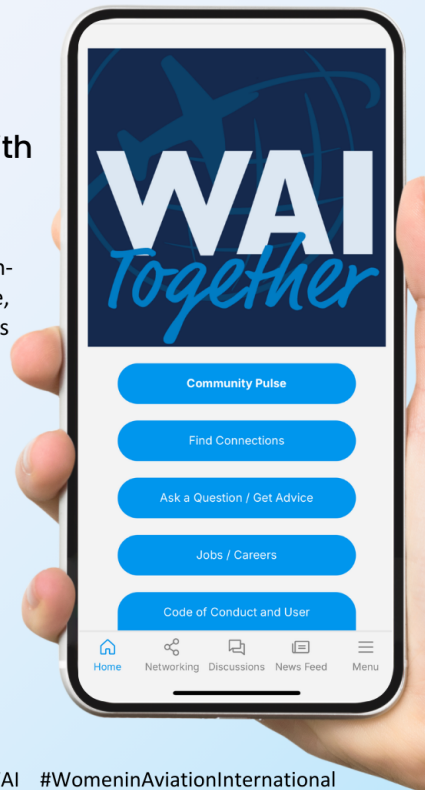 ith
n-
e,
s
WAI
Together
Community Pulse
Find Connections
Ask a Question / Get Advice
Jobs / Careers
Code of Conduct and User
Home Networking Discussions News Feed Menu
AI #WomeninAviationInternational